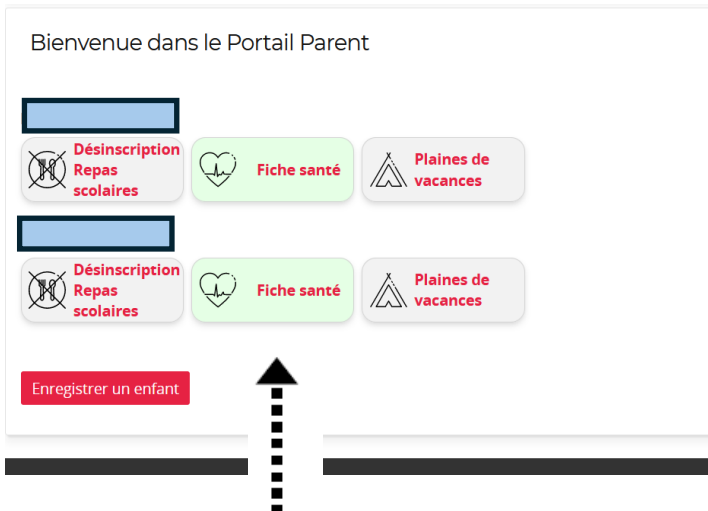 Bienvenue dans le Portail Parent
Désinscription
Repas
scolaires
Fiche santé
Plaines de
vacances
Désinscription
Repas
scolaires
Fiche santé
Plaines de
vacances
Enregistrer un enfant